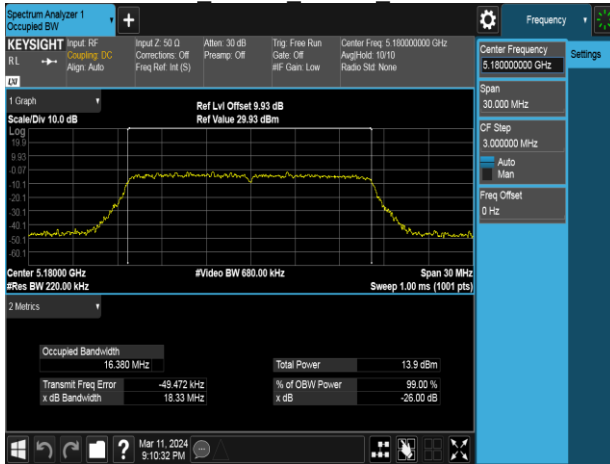 Spectrum Analyzer 1
Occupied BW
+
Frequency
KEYSIGHT
RL
LXI
Input: RF
Coupling: DC
Align: Auto
Input Z: 50 Ω
Corrections: Off
Freq Ref: Int (S)
Atten: 30 dB
Preamp: Off
Trig: Free Run
Gate: Off
#IF Gain: Low
Center Freq: 5.180000000 GHz
Avg|Hold: 10/10
Radio Std: None
Center Frequency
5.180000000 GHz
Settings
Span
30.000 MHz
CF Step
3.000000 MHz
Auto
Man
Freq Offset
0 Hz
1 Graph
Scale/Div 10.0 dB
Ref Lvl Offset 9.93 dB
Ref Value 29.93 dBm
Log
19.9
9.93
-0.07
-10.1
-20.1
-30.1
-40.1
-50.1
-60.1
Center 5.18000 GHz
#Res BW 220.00 kHz
#Video BW 680.00 kHz
Span 30 MHz
Sweep 1.00 ms (1001 pts)
2 Metrics
Occupied Bandwidth
16.380 MHz
Total Power 13.9 dBm
Transmit Freq Error -49.472 kHz
% of OBW Power 99.00 %
x dB Bandwidth 18.33 MHz
x dB -26.00 dB
?
Mar 11, 2024
9:10:32 PM